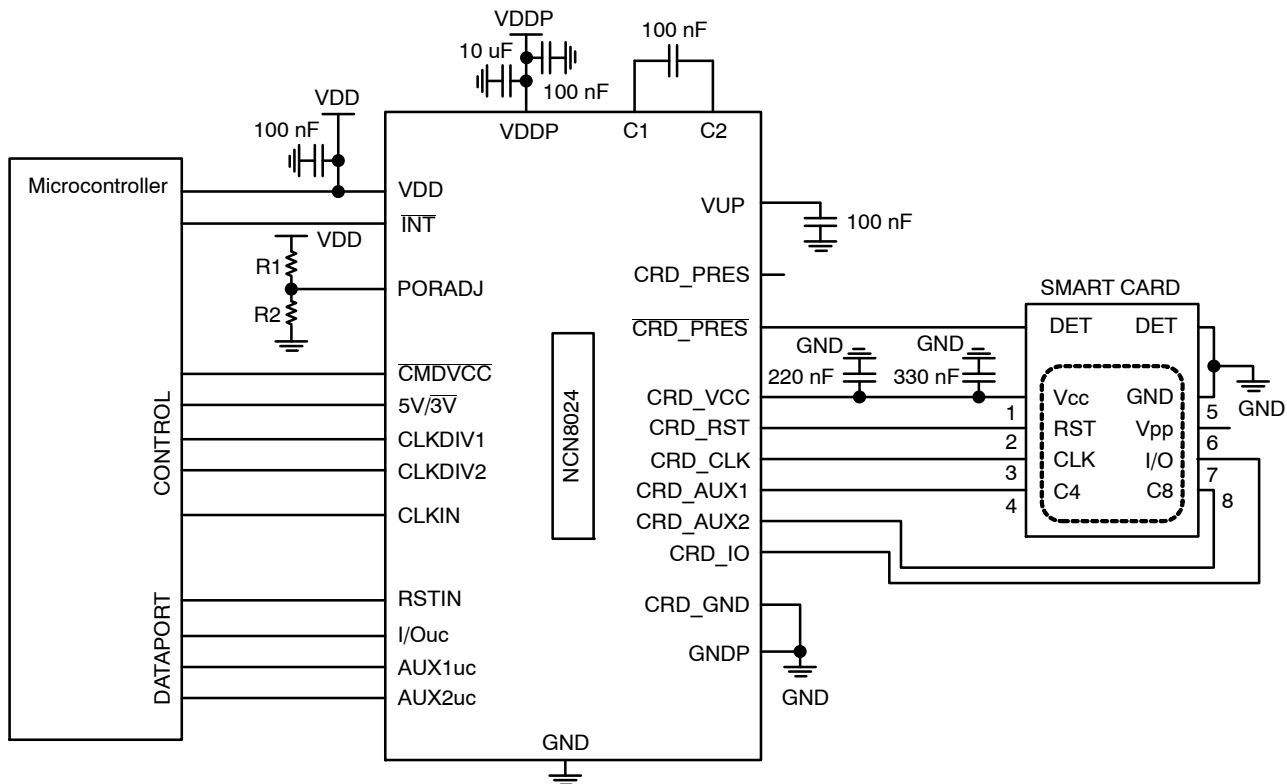 VDDP
10 uF
100 nF
100 nF
VDD
100 nF
VDDP
C1
C2
Microcontroller
VDD
INT
VDD
R1
R2
PORADJ
VUP
100 nF
CRD_PRES
CRD_PRES
SMART CARD
DET
DET
GND
220 nF
GND
330 nF
CONTROL
CMDVCC
5V/3V
CLKDIV1
CLKDIV2
CLKIN
NCN8024
CRD_VCC
CRD_RST
CRD_CLK
CRD_AUX1
CRD_AUX2
CRD_IO
CRD_GND
GNDP
GND
1
2
3
4
Vcc
RST
CLK
C4
GND
Vpp
I/O
C8
5
6
7
8
GND
DATAPORT
RSTIN
I/Ouc
AUX1uc
AUX2uc
GND